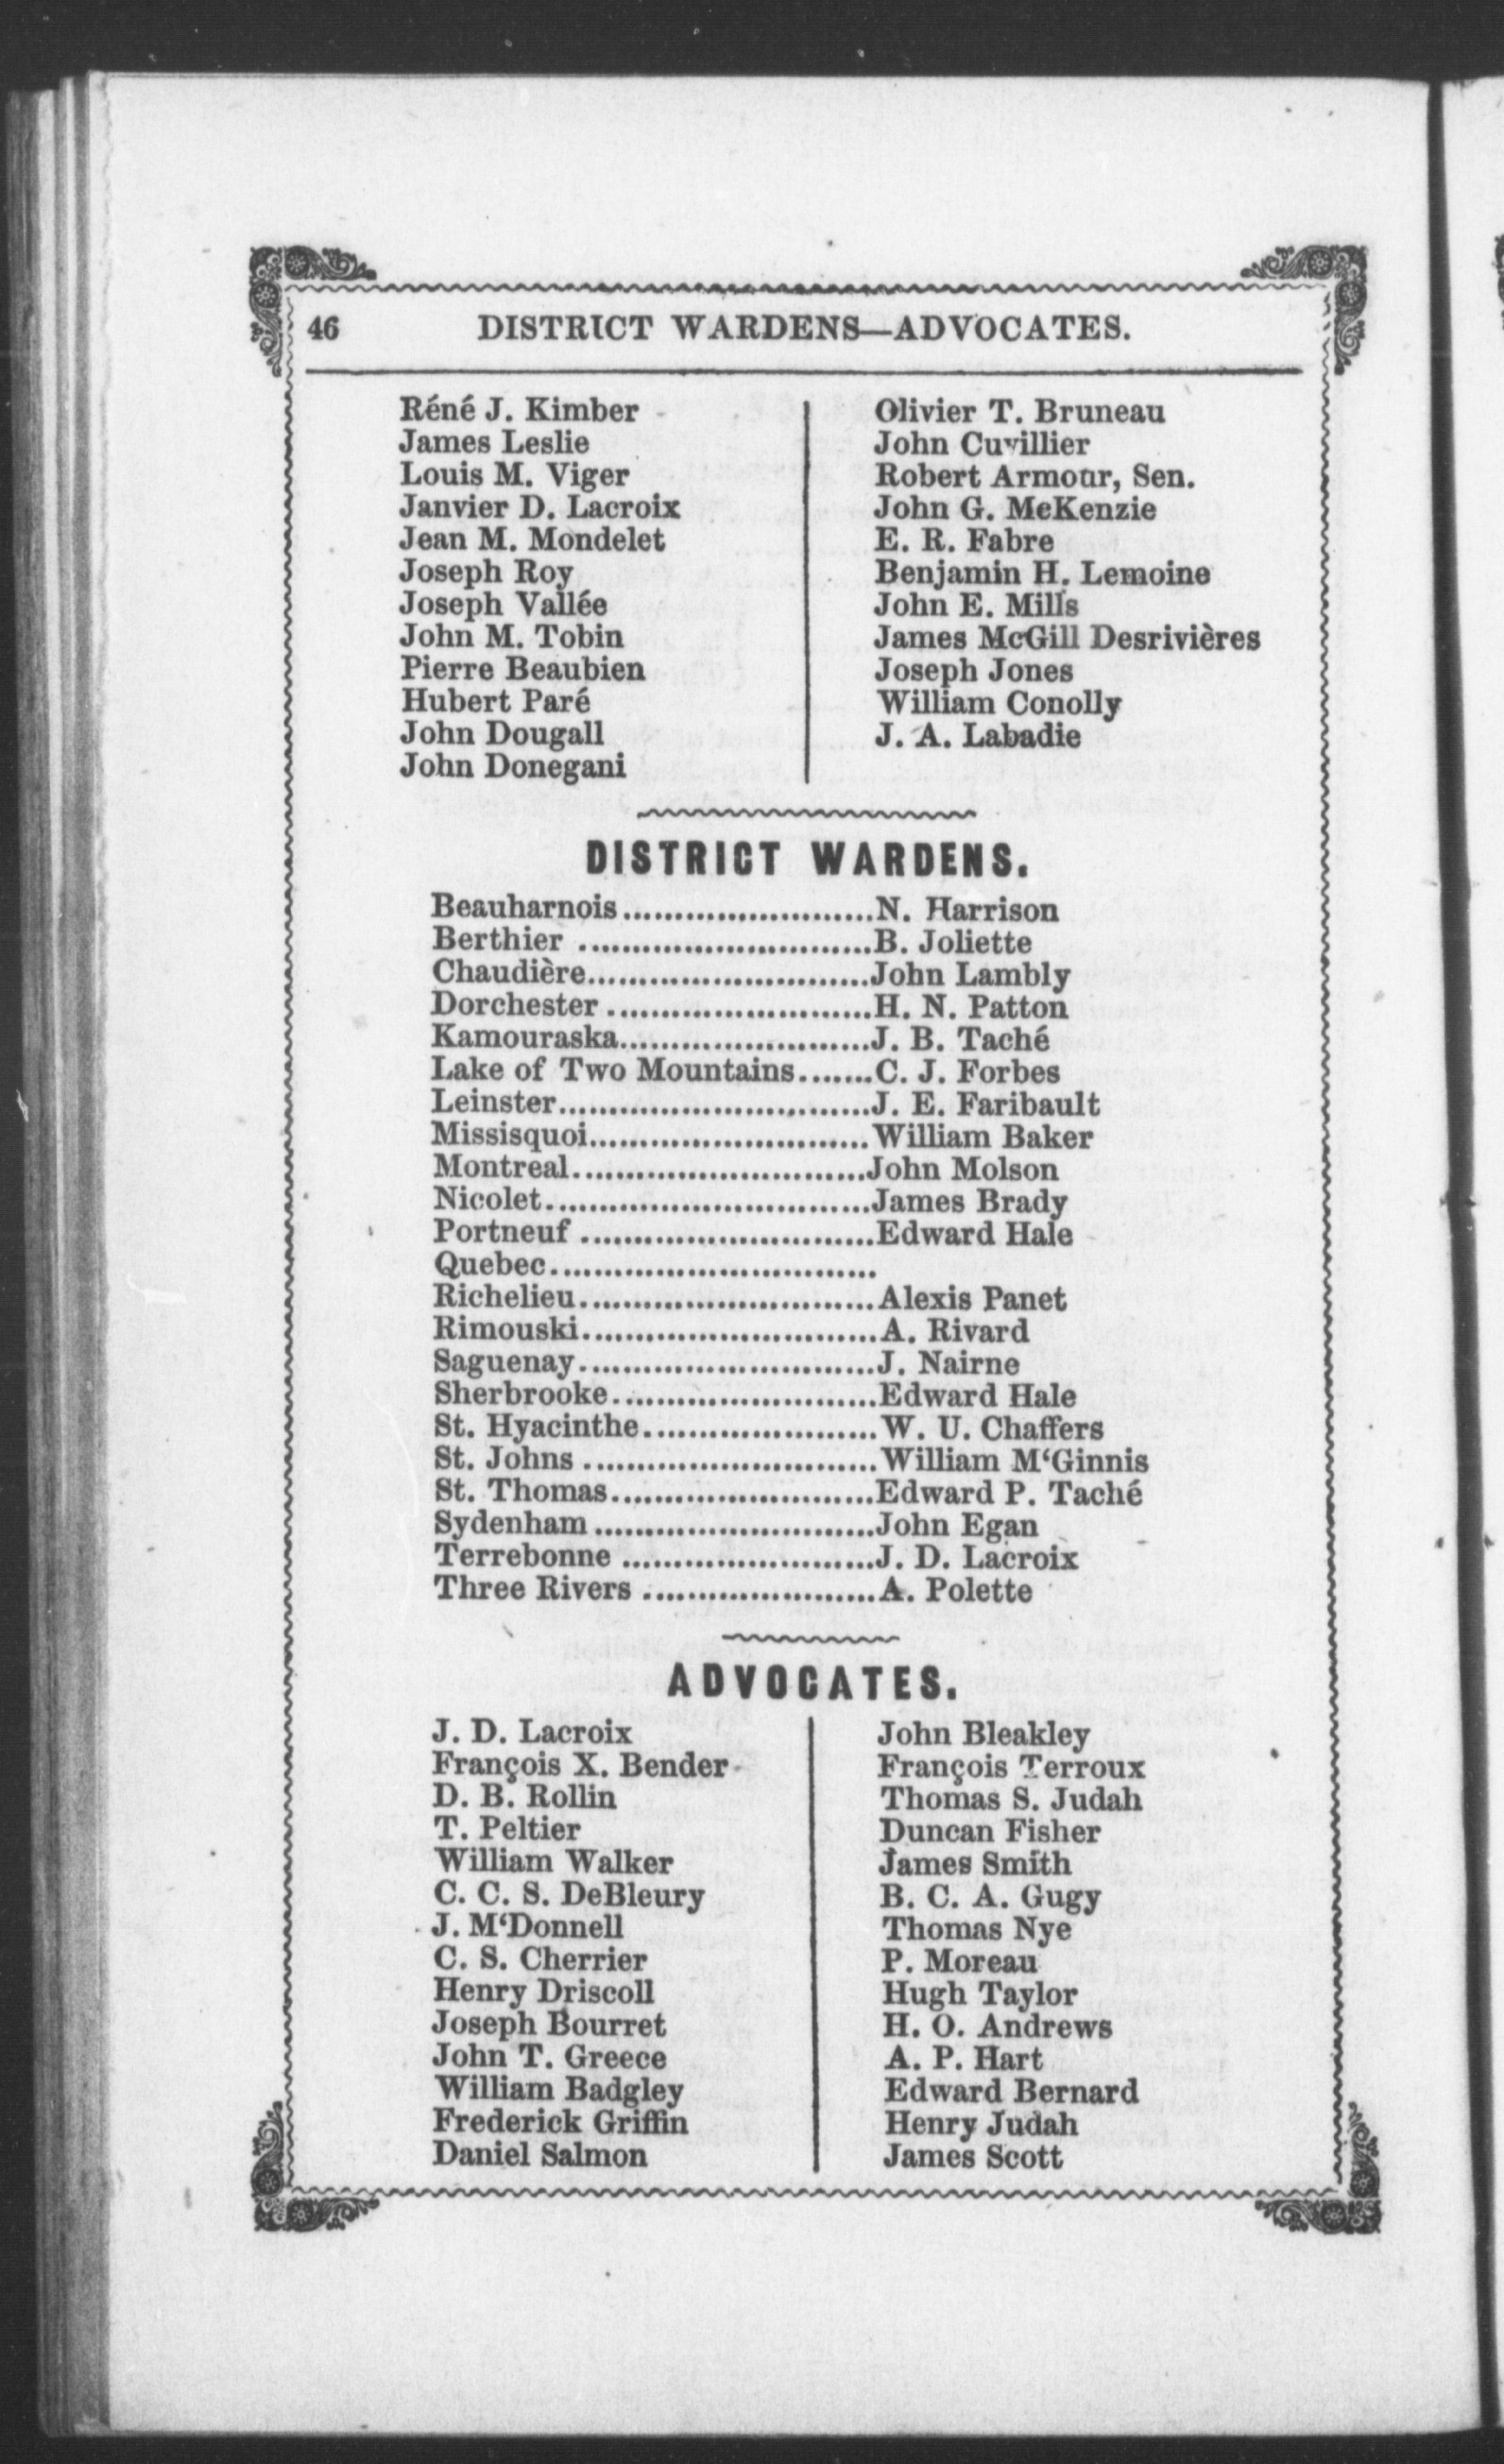 46 DISTRICT WARDENS—ADVOCATES.
Réné J. Kimber
James Leslie
Louis M. Viger
Janvier D. Lacroix
Jean M. Mondelet
Joseph Roy
Joseph Vallée
John M. Tobin
Pierre Beaubien
Hubert Paré
John Dougall
John Donegani
Olivier T. Bruneau
John Cuvillier
Robert Armour, Sen.
John G. McKenzie
E. R. Fabre
Benjamin H. Lemoine
John E. Mills
James McGill Desrivières
Joseph Jones
William Conolly
J. A. Labadie
DISTRICT WARDENS.
Beauharnois.........................N. Harrison
Berthier .............................B. Joliette
Chaudière............................John Lambly
Dorchester ..........................H. N. Patton
Kamouraska.........................J. B. Taché
Lake of Two Mountains.......C. J. Forbes
Leinster...............................J. E. Faribault
Missisquoi............................William Baker
Montreal.............................John Molson
Nicolet................................James Brady
Portneuf .............................Edward Hale
Quebec................................
Richelieu.............................Alexis Panet
Rimouski.............................A. Rivard
Saguenay.............................J. Nairne
Sherbrooke..........................Edward Hale
St. Hyacinthe.......................W. U. Chaffers
St. Johns .............................William M‘Ginnis
St. Thomas..........................Edward P. Taché
Sydenham ............................John Egan
Terrebonne .........................J. D. Lacroix
Three Rivers .......................A. Polette
ADVOCATES.
J. D. Lacroix
François X. Bender
D. B. Rollin
T. Peltier
William Walker
C. C. S. DeBleury
J. M‘Donnell
C. S. Cherrier
Henry Driscoll
Joseph Bourret
John T. Greece
William Badgley
Frederick Griffin
Daniel Salmon
John Bleakley
François Terroux
Thomas S. Judah
Duncan Fisher
James Smith
B. C. A. Gugy
Thomas Nye
P. Moreau
Hugh Taylor
H. O. Andrews
A. P. Hart
Edward Bernard
Henry Judah
James Scott